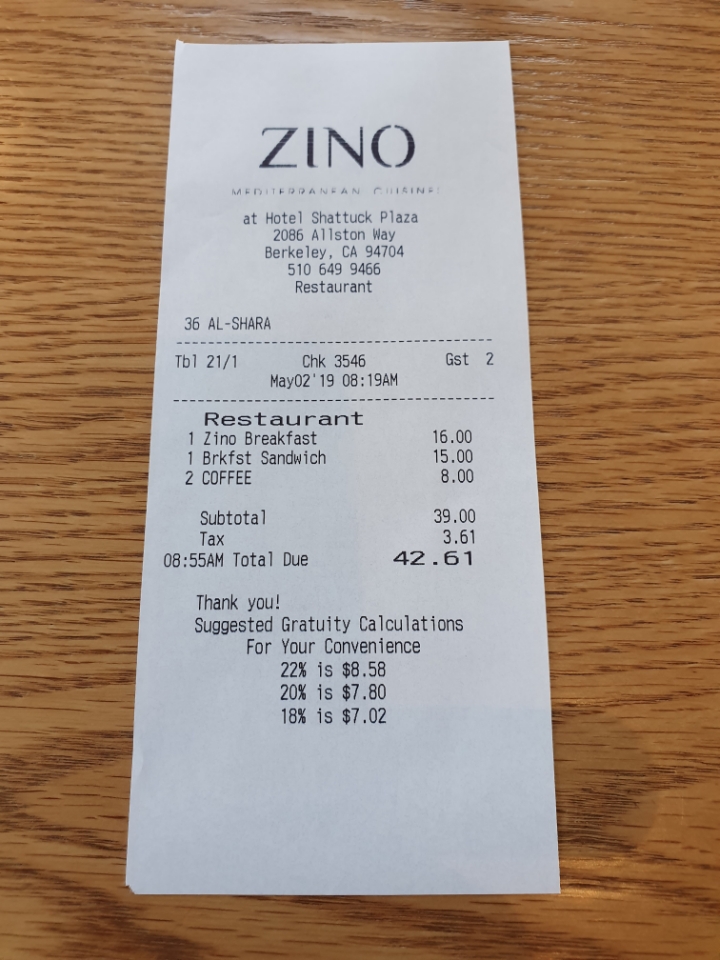 ZINO
MEDITERRANEAN CUISINE
at Hotel Shattuck Plaza
2086 Allston Way
Berkeley, CA 94704
510 649 9466
Restaurant
36 AL-SHARA
Tbl 21/1 Chk 3546 Gst 2
May02'19 08:19AM
Restaurant
1 Zino Breakfast 16.00
1 Brkfst Sandwich 15.00
2 COFFEE 8.00
Subtotal 39.00
Tax 3.61
08:55AM Total Due 42.61
Thank you!
Suggested Gratuity Calculations
For Your Convenience
22% is $8.58
20% is $7.80
18% is $7.02